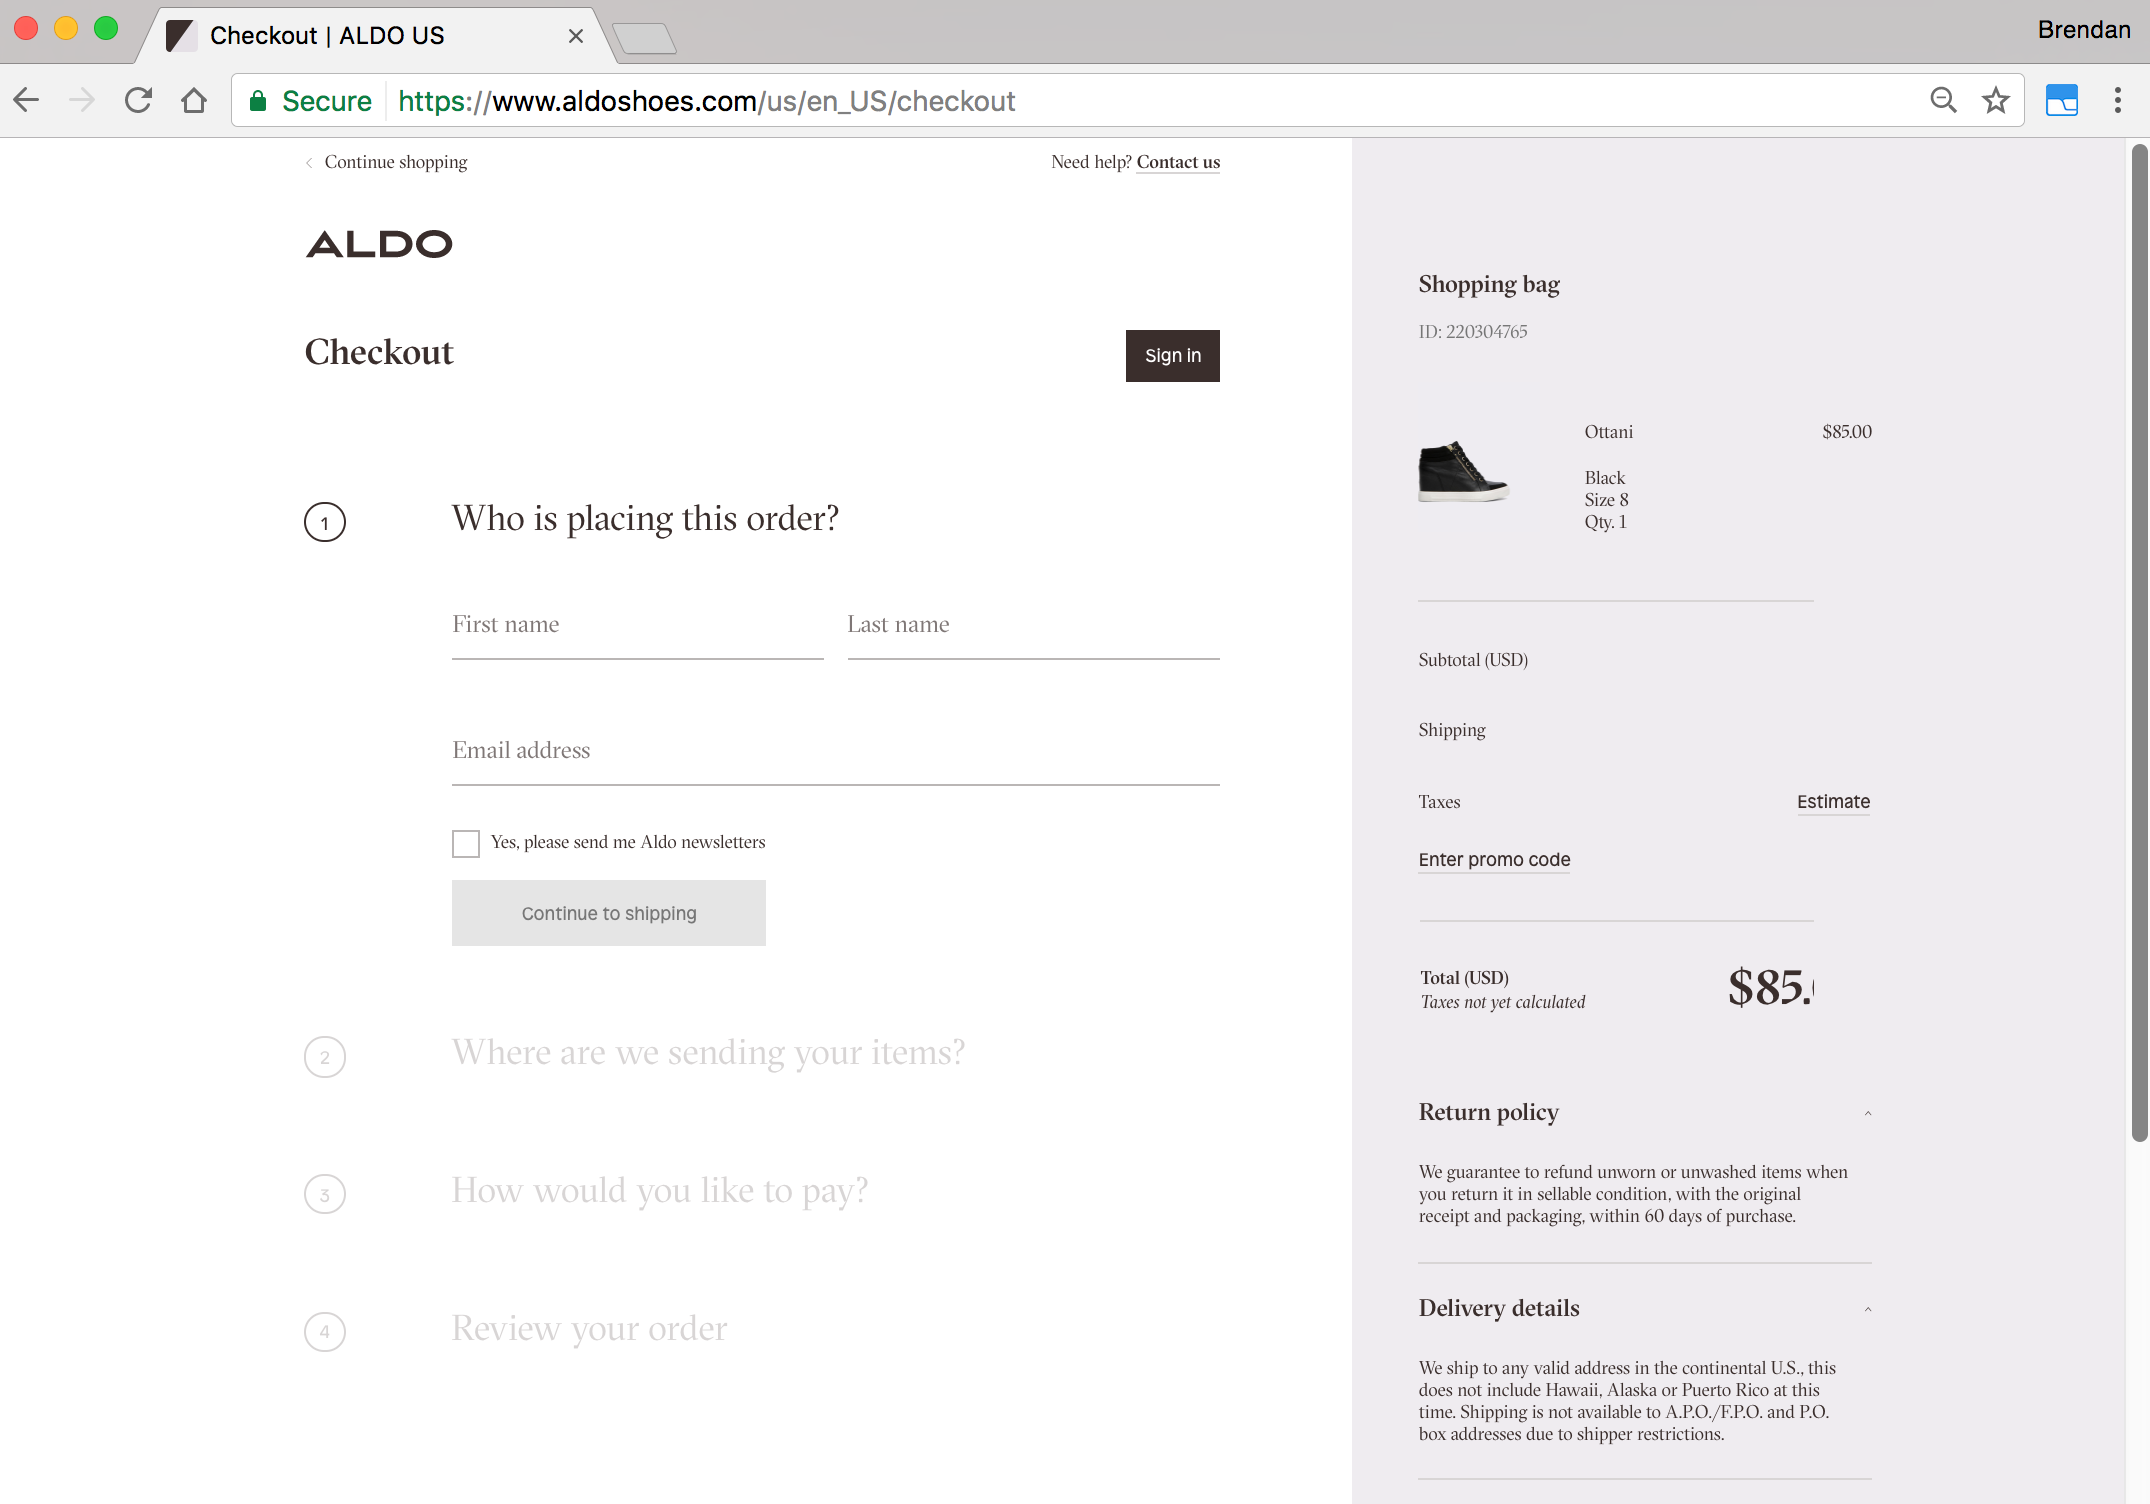 Checkout | ALDO US
Brendan
Secure https://www.aldoshoes.com/us/en_US/checkout
Continue shopping
Need help? Contact us
ALDO
Checkout
Sign in
1
Who is placing this order?
First name
Last name
Email address
Yes, please send me Aldo newsletters
Continue to shipping
2
Where are we sending your items?
3
How would you like to pay?
4
Review your order
Shopping bag
ID: 220304765
Ottani
$85.00
Black
Size 8
Qty. 1
Subtotal (USD)
Shipping
Taxes
Estimate
Enter promo code
Total (USD)
Taxes not yet calculated
$85.
Return policy
We guarantee to refund unworn or unwashed items when
you return it in sellable condition, with the original
receipt and packaging, within 60 days of purchase.
Delivery details
We ship to any valid address in the continental U.S., this
does not include Hawaii, Alaska or Puerto Rico at this
time. Shipping is not available to A.P.O./F.P.O. and P.O.
box addresses due to shipper restrictions.